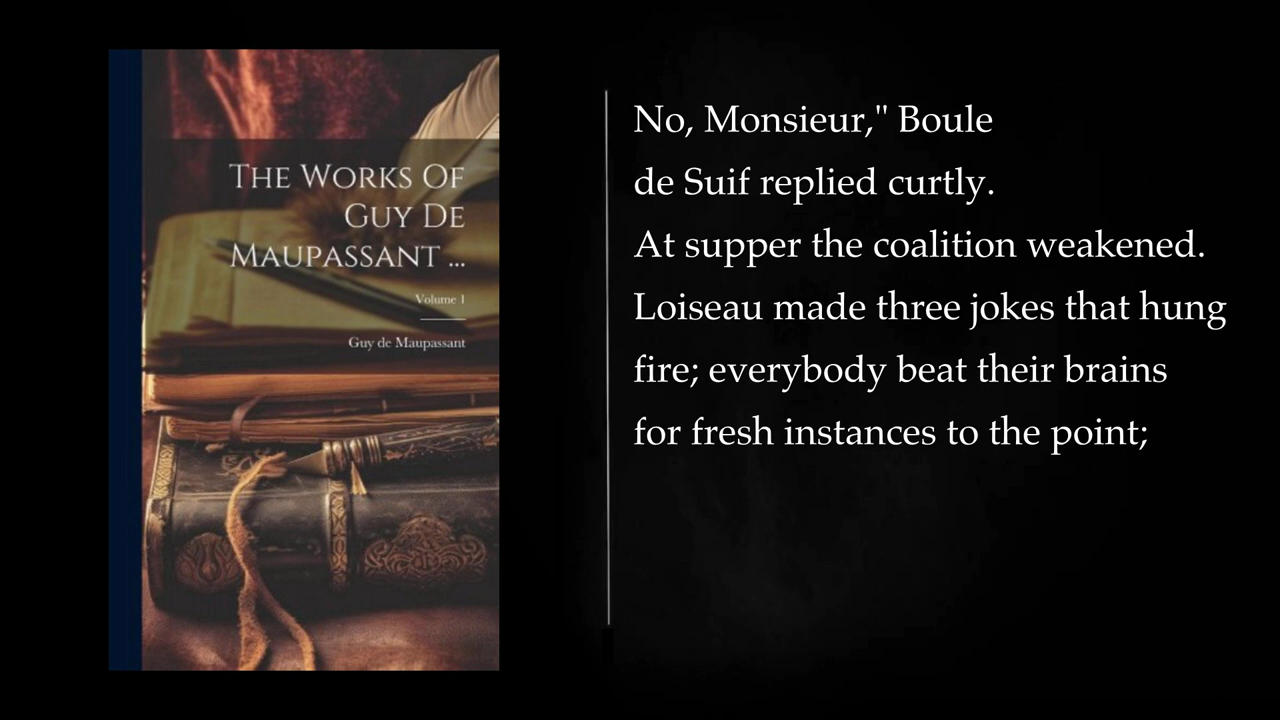 The Works Of
Guy De
Maupassant ...
Volume 1
Guy de Maupassant
No, Monsieur," Boule
de Suif replied curtly.
At supper the coalition weakened.
Loiseau made three jokes that hung
fire; everybody beat their brains
for fresh instances to the point;